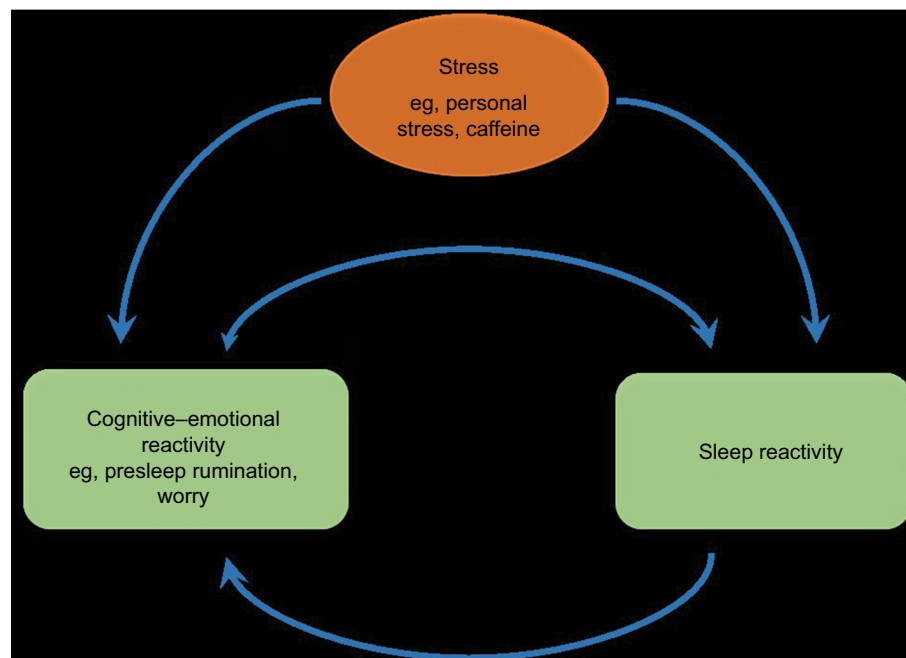 Stress
eg, personal
stress, caffeine
Cognitive–emotional
reactivity
eg, presleep rumination,
worry
Sleep reactivity